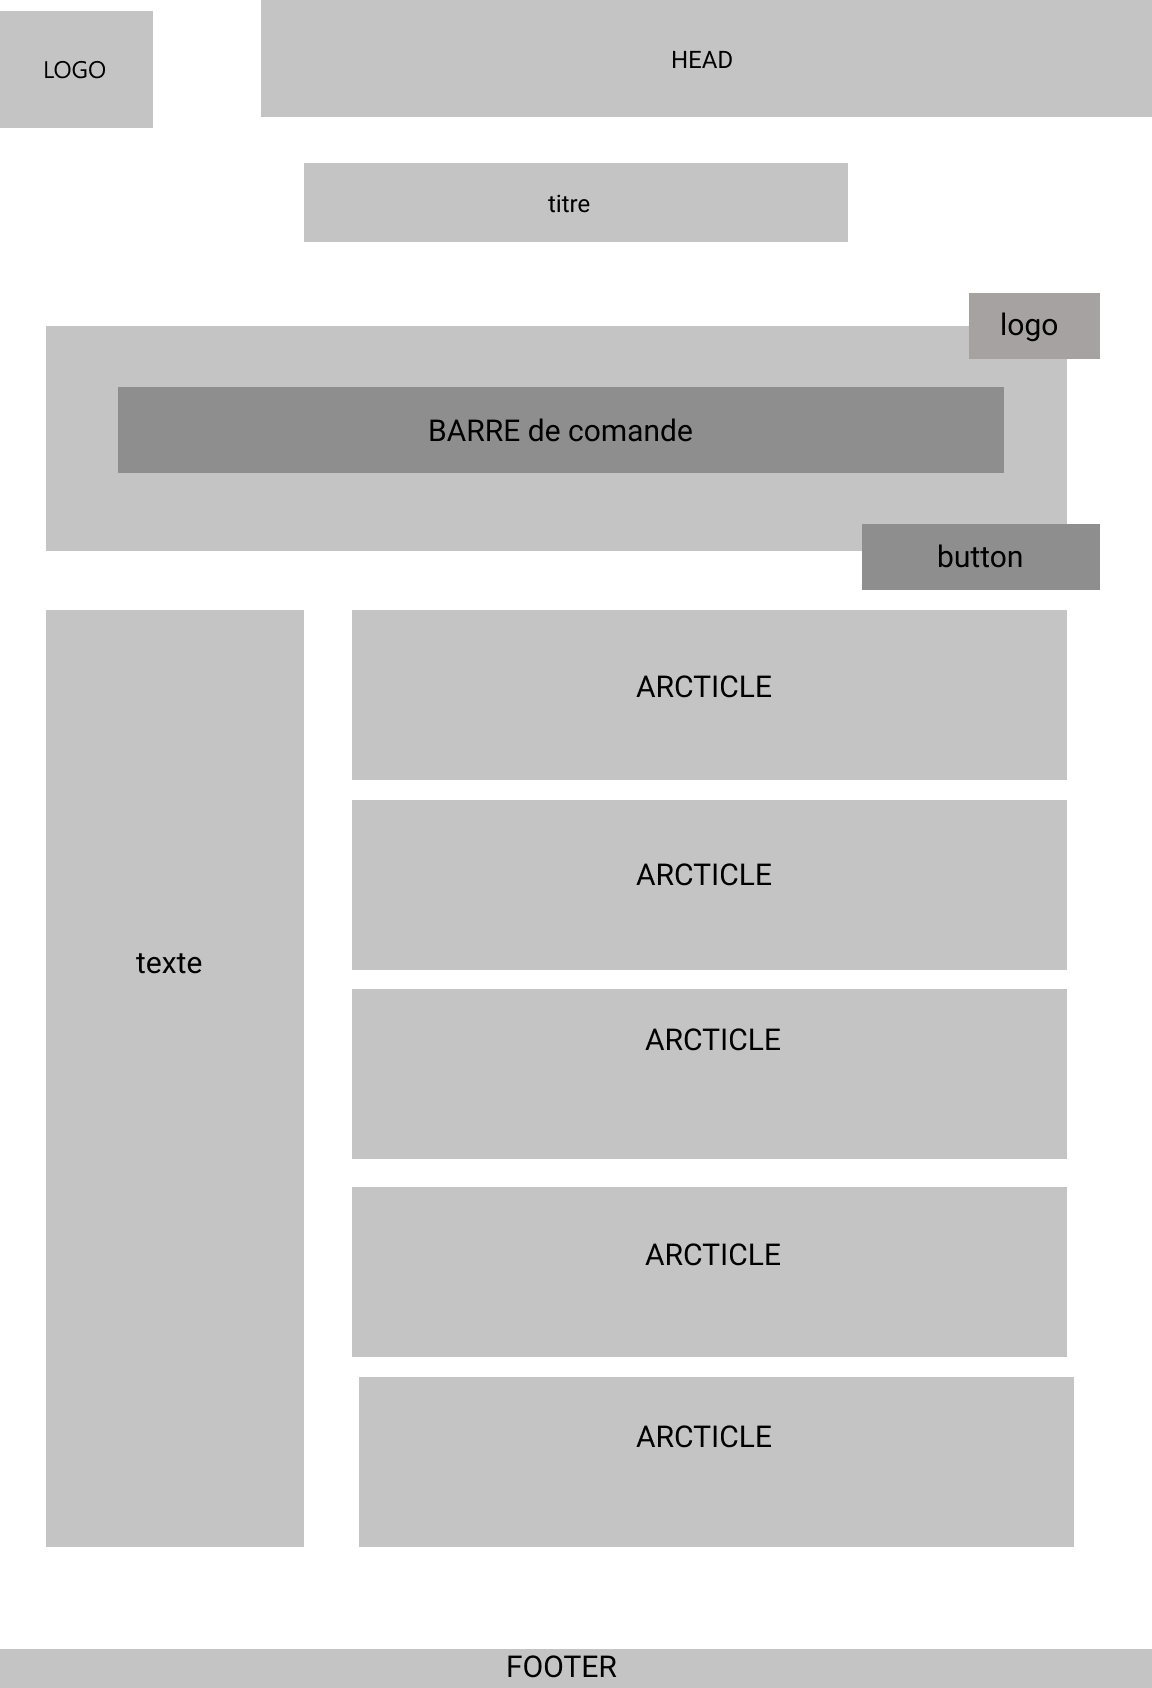 LOGO
HEAD
titre
logo
BARRE de comande
button
texte
ARCTICLE
ARCTICLE
ARCTICLE
ARCTICLE
ARCTICLE
FOOTER